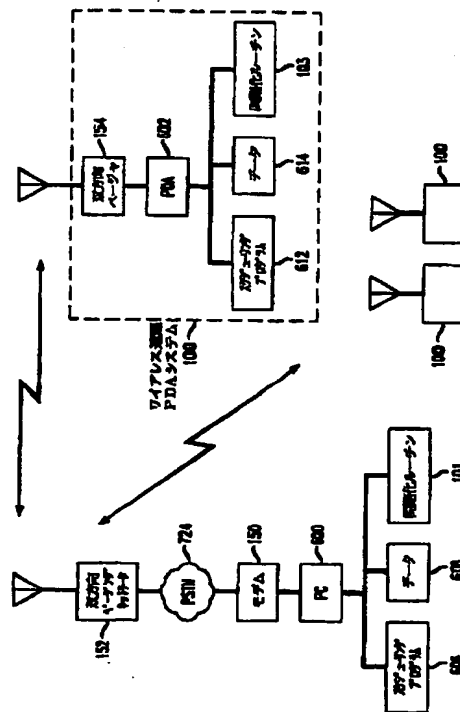 双方向
ページング
ネットワーク
152
PSTN
724
モデム
150
PC
600
スケジューリング
プログラム
データ
同期化ルーチン
101
ワイアレス通信
PDAシステム
100
双方向
ページャ
154
PDA
602
スケジューリング
プログラム
612
データ
614
同期化ルーチン
103
100
100